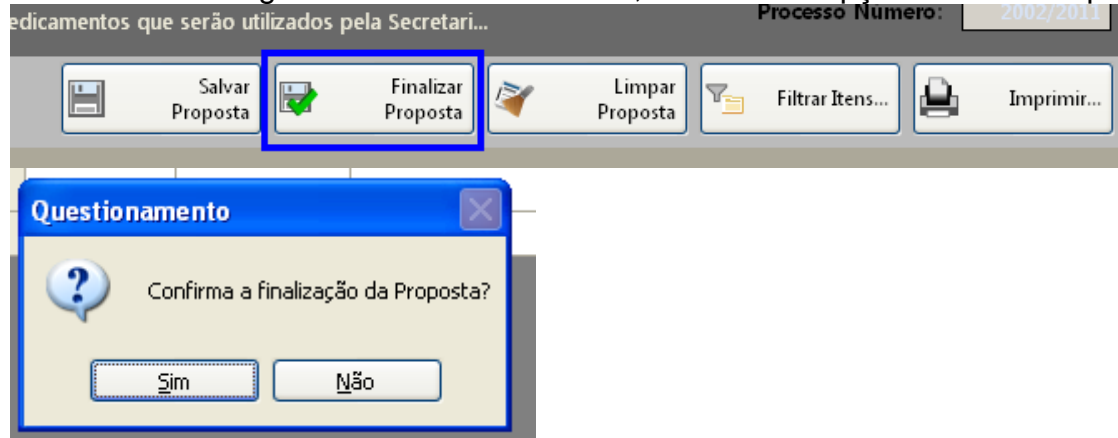 edicamentos que serão utilizados pela Secretari...
Processo Número: 2002/2011
Salvar Proposta
Finalizar Proposta
Limpar Proposta
Filtrar Itens...
Imprimir...
Questionamento
Confirma a finalização da Proposta?
Sim
Não